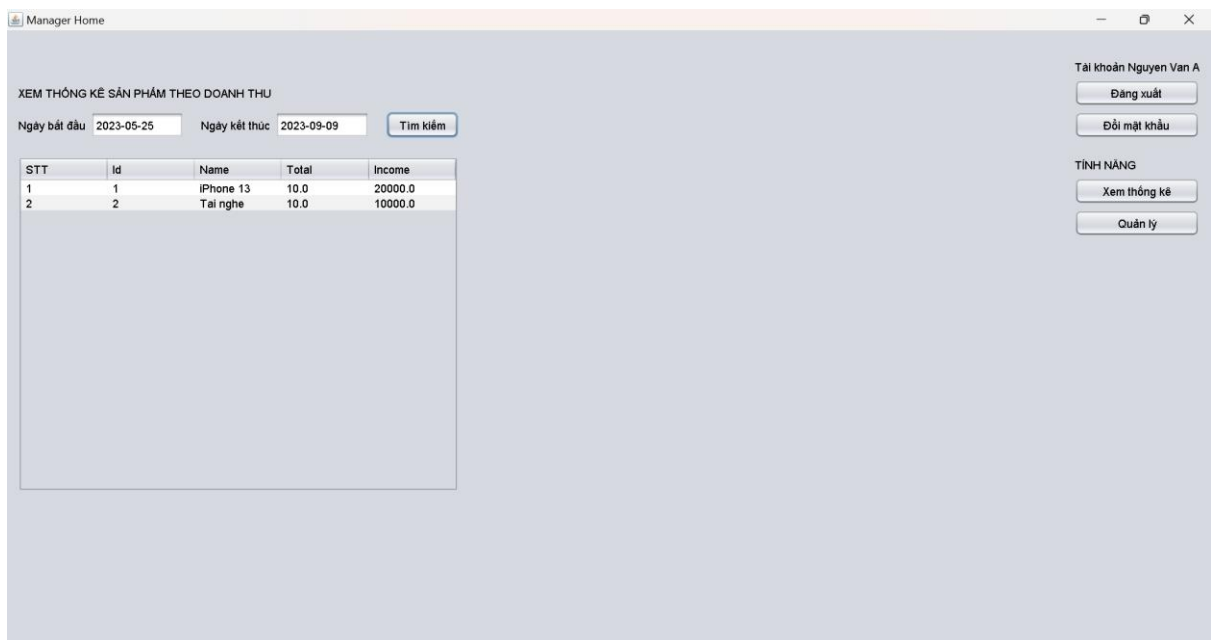 Manager Home
Tài khoản Nguyen Van A
Đăng xuất
Đổi mật khẩu
TÍNH NĂNG
Xem thống kê
Quản lý
XEM THỐNG KÊ SẢN PHẨM THEO DOANH THU
Ngày bắt đầu 2023-05-25 Ngày kết thúc 2023-09-09 Tìm kiếm
STT Id Name Total Income
1 1 iPhone 13 10.0 20000.0
2 2 Tai nghe 10.0 10000.0